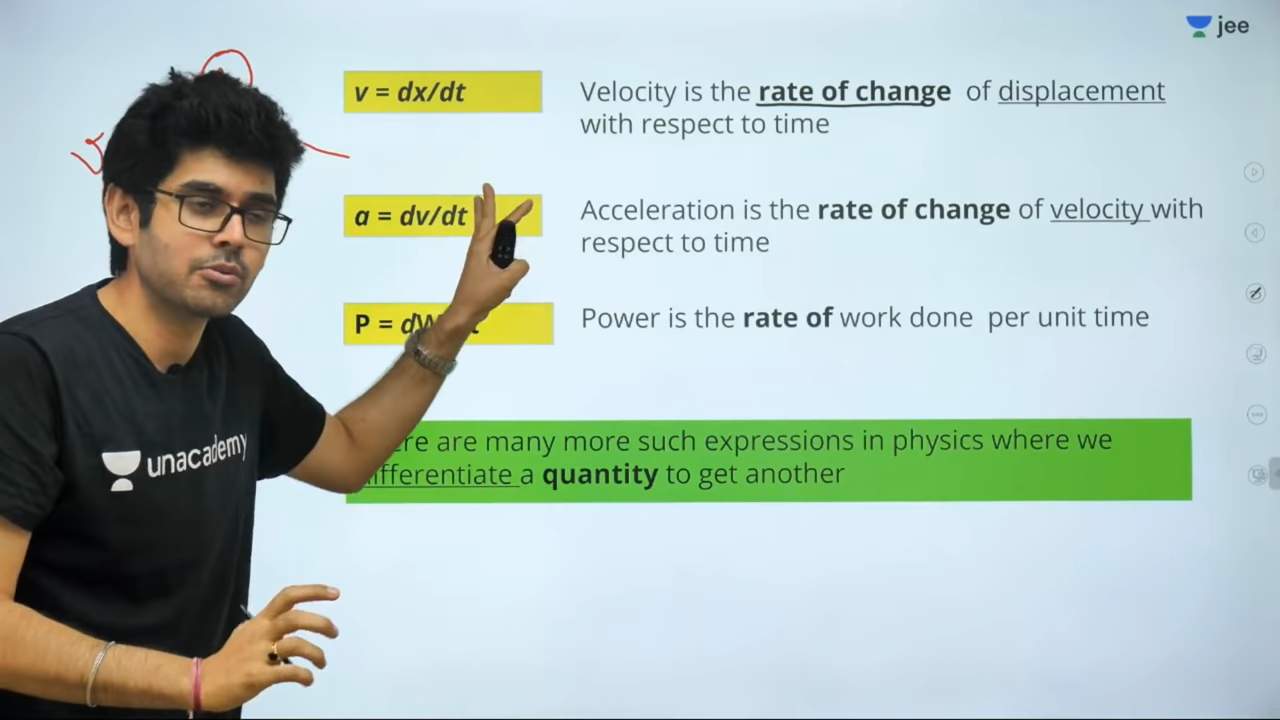 jee
v = dx/dt
Velocity is the rate of change of displacement
with respect to time
a = dv/dt
Acceleration is the rate of change of velocity with
respect to time
P =
Power is the rate of work done per unit time
are many more such expressions in physics where we
differentiate a quantity to get another
unacademy